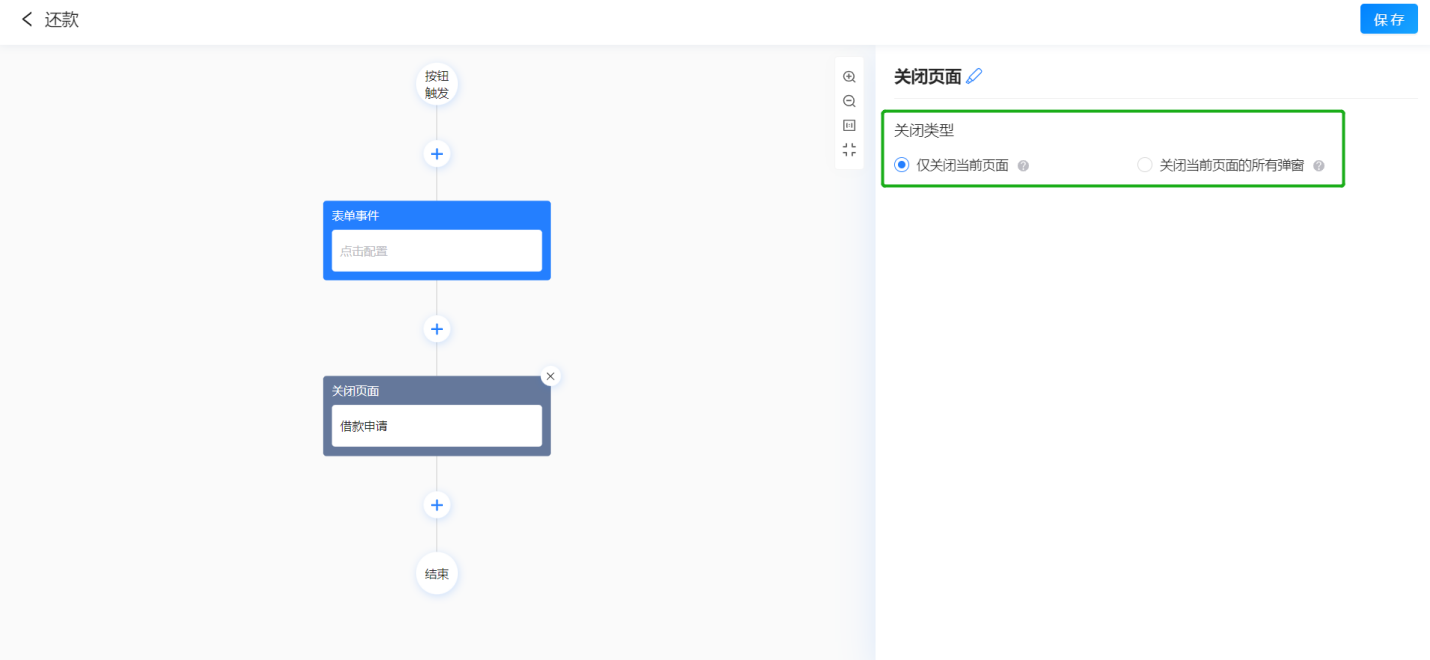 还款
保存
按钮
触发
表单事件
点击配置
关闭页面
借款申请
结束
关闭页面
关闭类型
仅关闭当前页面
关闭当前页面的所有弹窗